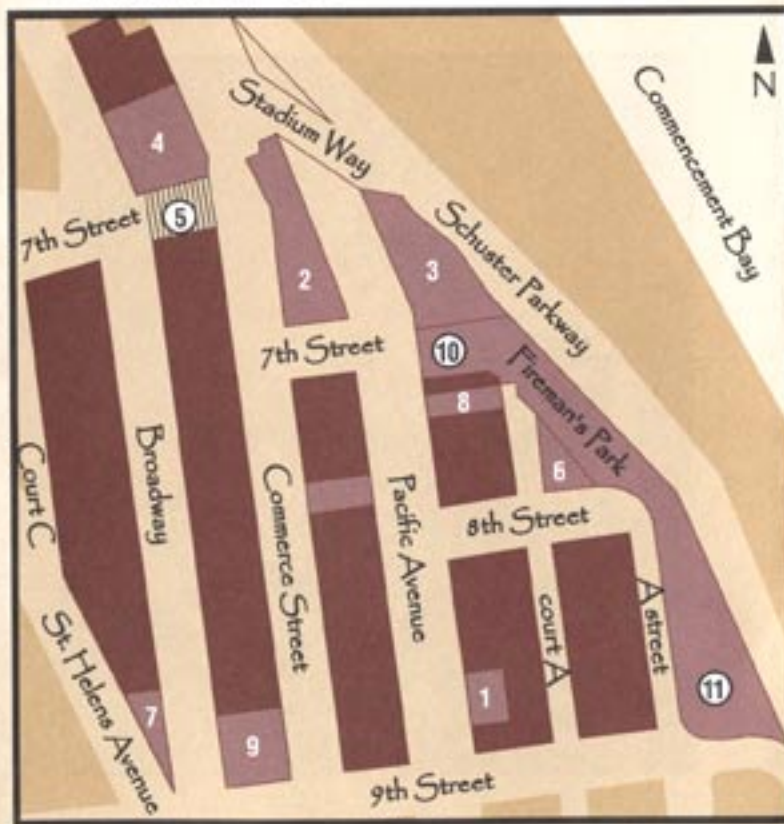 N
Commencement Bay
Stadium Way
4
7th Street
5
Schuster Parkway
2
3
7th Street
10
Fireman's Park
8
6
Court C
Broadway
Commerce Street
Pacific Avenue
8th Street
court A
A street
St. Helens Avenue
7
9
1
11
9th Street